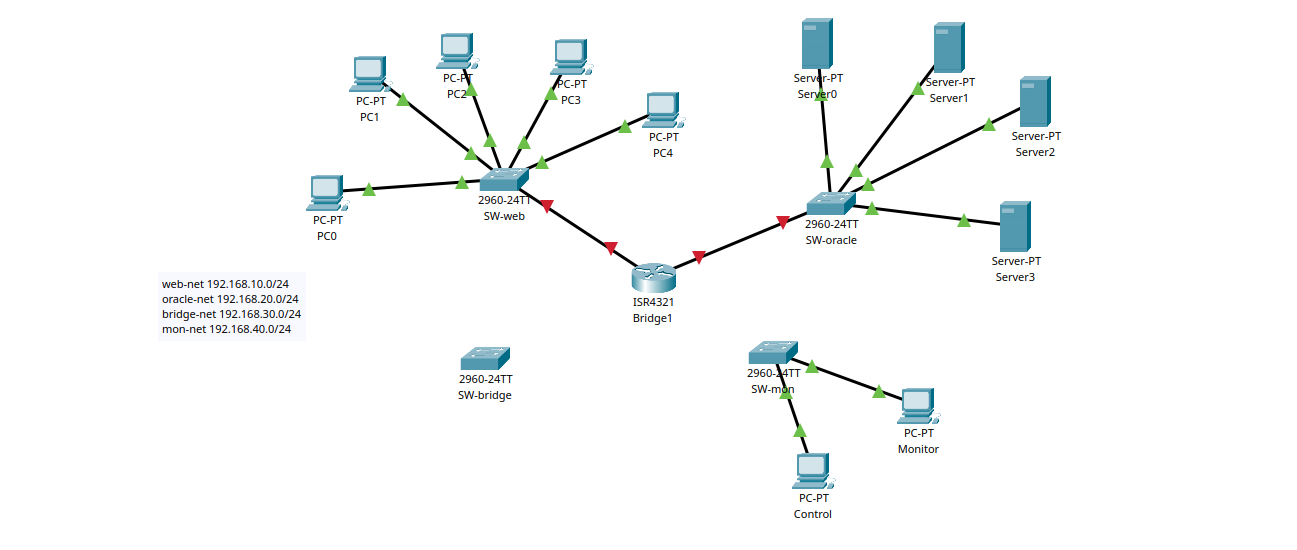 PC-PT
PC1
PC-PT
PC2
PC-PT
PC3
PC-PT
PC4
PC-PT
PC0
2960-24TT
SW-web
Server-PT
Server0
Server-PT
Server1
Server-PT
Server2
2960-24TT
SW-oracle
Server-PT
Server3
ISR4321
Bridge1
web-net 192.168.10.0/24
oracle-net 192.168.20.0/24
bridge-net 192.168.30.0/24
mon-net 192.168.40.0/24
2960-24TT
SW-bridge
2960-24TT
SW-mon
PC-PT
Monitor
PC-PT
Control